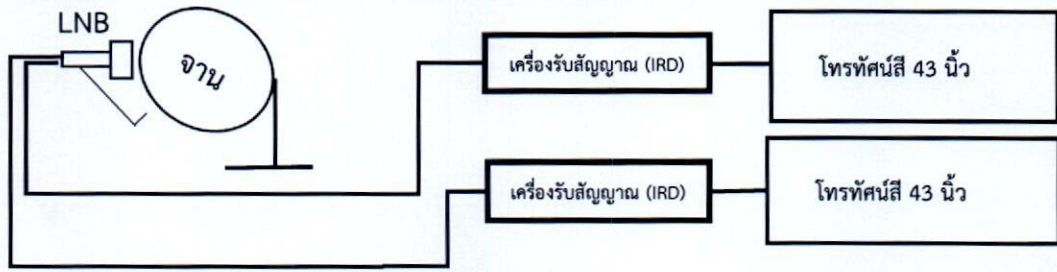 LNB
จาน
เครื่องรับสัญญาณ (IRD)
โทรทัศน์สี 43 นิ้ว
เครื่องรับสัญญาณ (IRD)
โทรทัศน์สี 43 นิ้ว